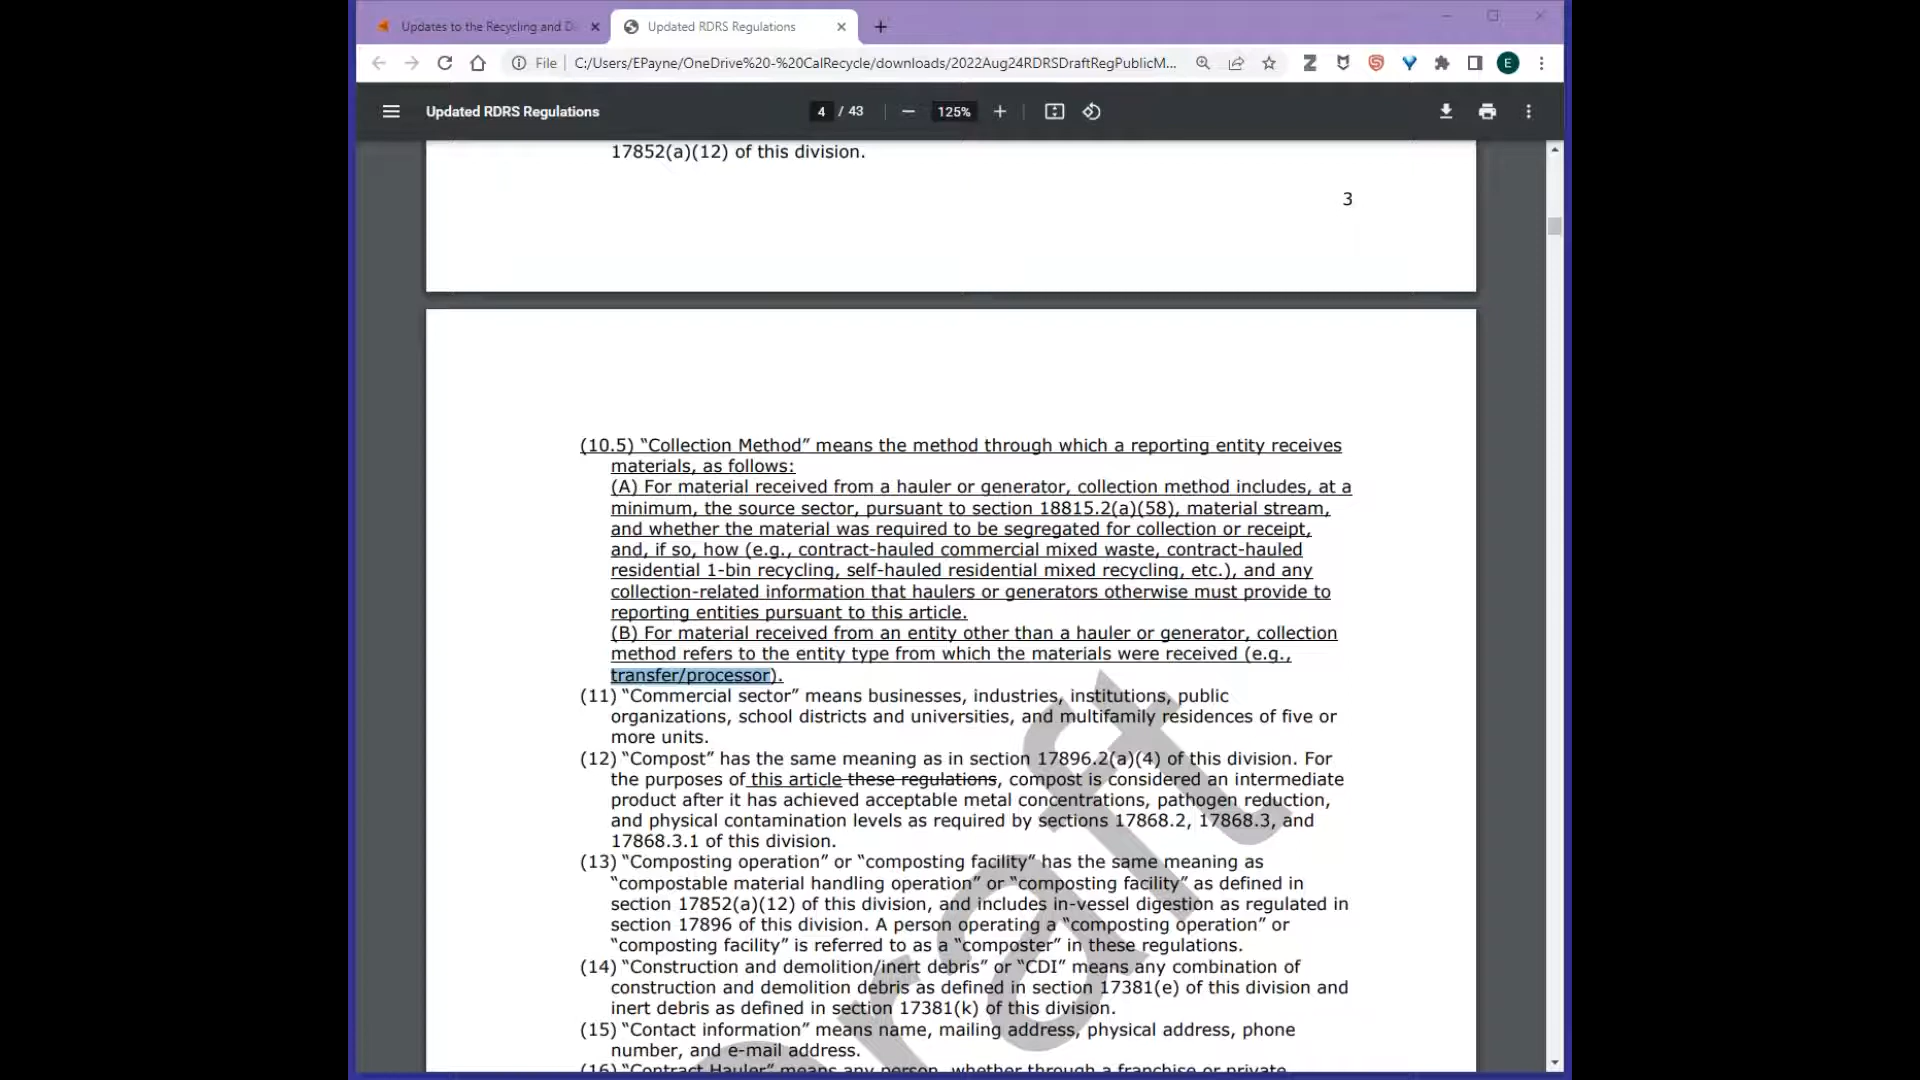 Updates to the Recycling and D
Updated RDRS Regulations
File
C:/Users/EPayne/OneDrive%20-%20CalRecycle/downloads/2022Aug24RDRSDraftRegPublicM...
E
Updated RDRS Regulations
4 / 43
125%
17852(a)(12) of this division.
3
(10.5) “Collection Method” means the method through which a reporting entity receives
materials, as follows:
(A) For material received from a hauler or generator, collection method includes, at a
minimum, the source sector, pursuant to section 18815.2(a)(58), material stream,
and whether the material was required to be segregated for collection or receipt,
and, if so, how (e.g., contract-hauled commercial mixed waste, contract-hauled
residential 1-bin recycling, self-hauled residential mixed recycling, etc.), and any
collection-related information that haulers or generators otherwise must provide to
reporting entities pursuant to this article.
(B) For material received from an entity other than a hauler or generator, collection
method refers to the entity type from which the materials were received (e.g.,
transfer/processor).
(11) “Commercial sector” means businesses, industries, institutions, public
organizations, school districts and universities, and multifamily residences of five or
more units.
(12) “Compost” has the same meaning as in section 17896.2(a)(4) of this division. For
the purposes of this article these regulations, compost is considered an intermediate
product after it has achieved acceptable metal concentrations, pathogen reduction,
and physical contamination levels as required by sections 17868.2, 17868.3, and
17868.3.1 of this division.
(13) “Composting operation” or “composting facility” has the same meaning as
“compostable material handling operation” or “composting facility” as defined in
section 17852(a)(12) of this division, and includes in-vessel digestion as regulated in
section 17896 of this division. A person operating a “composting operation” or
“composting facility” is referred to as a “composter” in these regulations.
(14) “Construction and demolition/inert debris” or “CDI” means any combination of
construction and demolition debris as defined in section 17381(e) of this division and
inert debris as defined in section 17381(k) of this division.
(15) “Contact information” means name, mailing address, physical address, phone
number, and e-mail address.
(16) “Contract Hauler” means any person, whether through a franchise or private